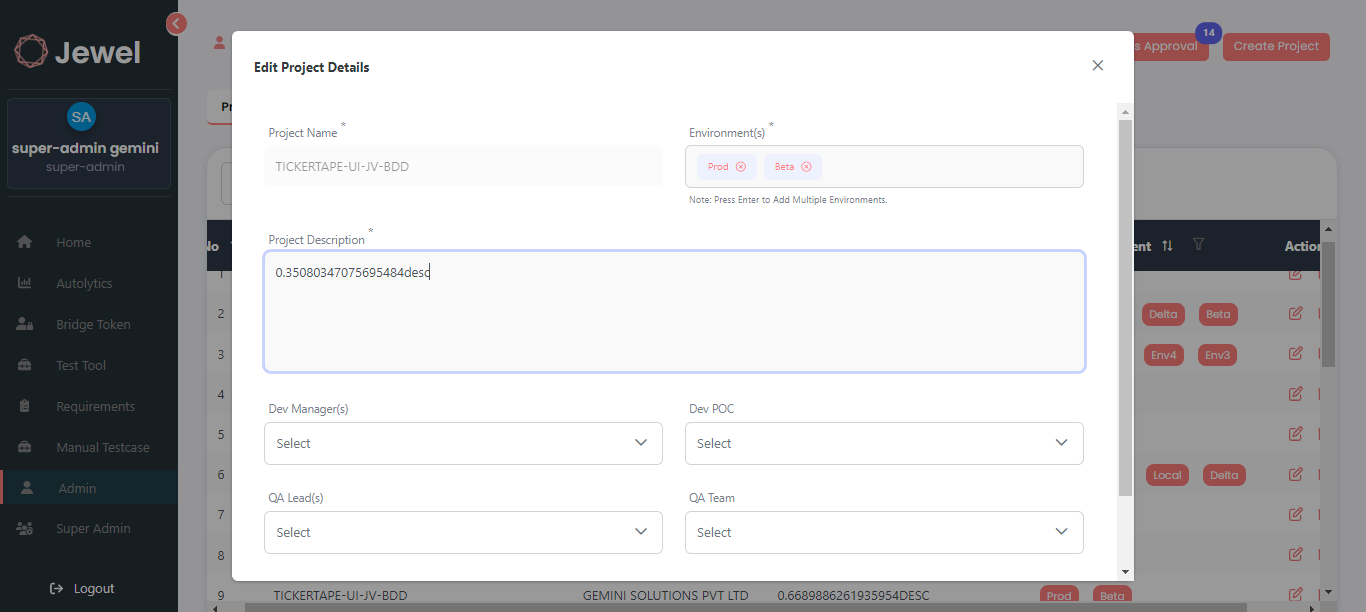 Jewel
SA
super-admin gemini
super-admin
Home
Autolytics
Bridge Token
Test Tool
Requirements
Manual Testcase
Admin
Super Admin
Logout
s Approval
14
Create Project
Edit Project Details
Project Name *
TICKERTAPE-UI-JV-BDD
Environment(s) *
Prod
Beta
Note: Press Enter to Add Multiple Environments.
Project Description *
0.35080347075695484desc
Dev Manager(s)
Select
Dev POC
Select
QA Lead(s)
Select
QA Team
Select
Pr
No
ent
Action
1
2
Delta
Beta
3
Env4
Env3
4
5
6
Local
Delta
7
8
9 TICKERTAPE-UI-JV-BDD GEMINI SOLUTIONS PVT LTD 0.6689886261935954DESC Prod Beta